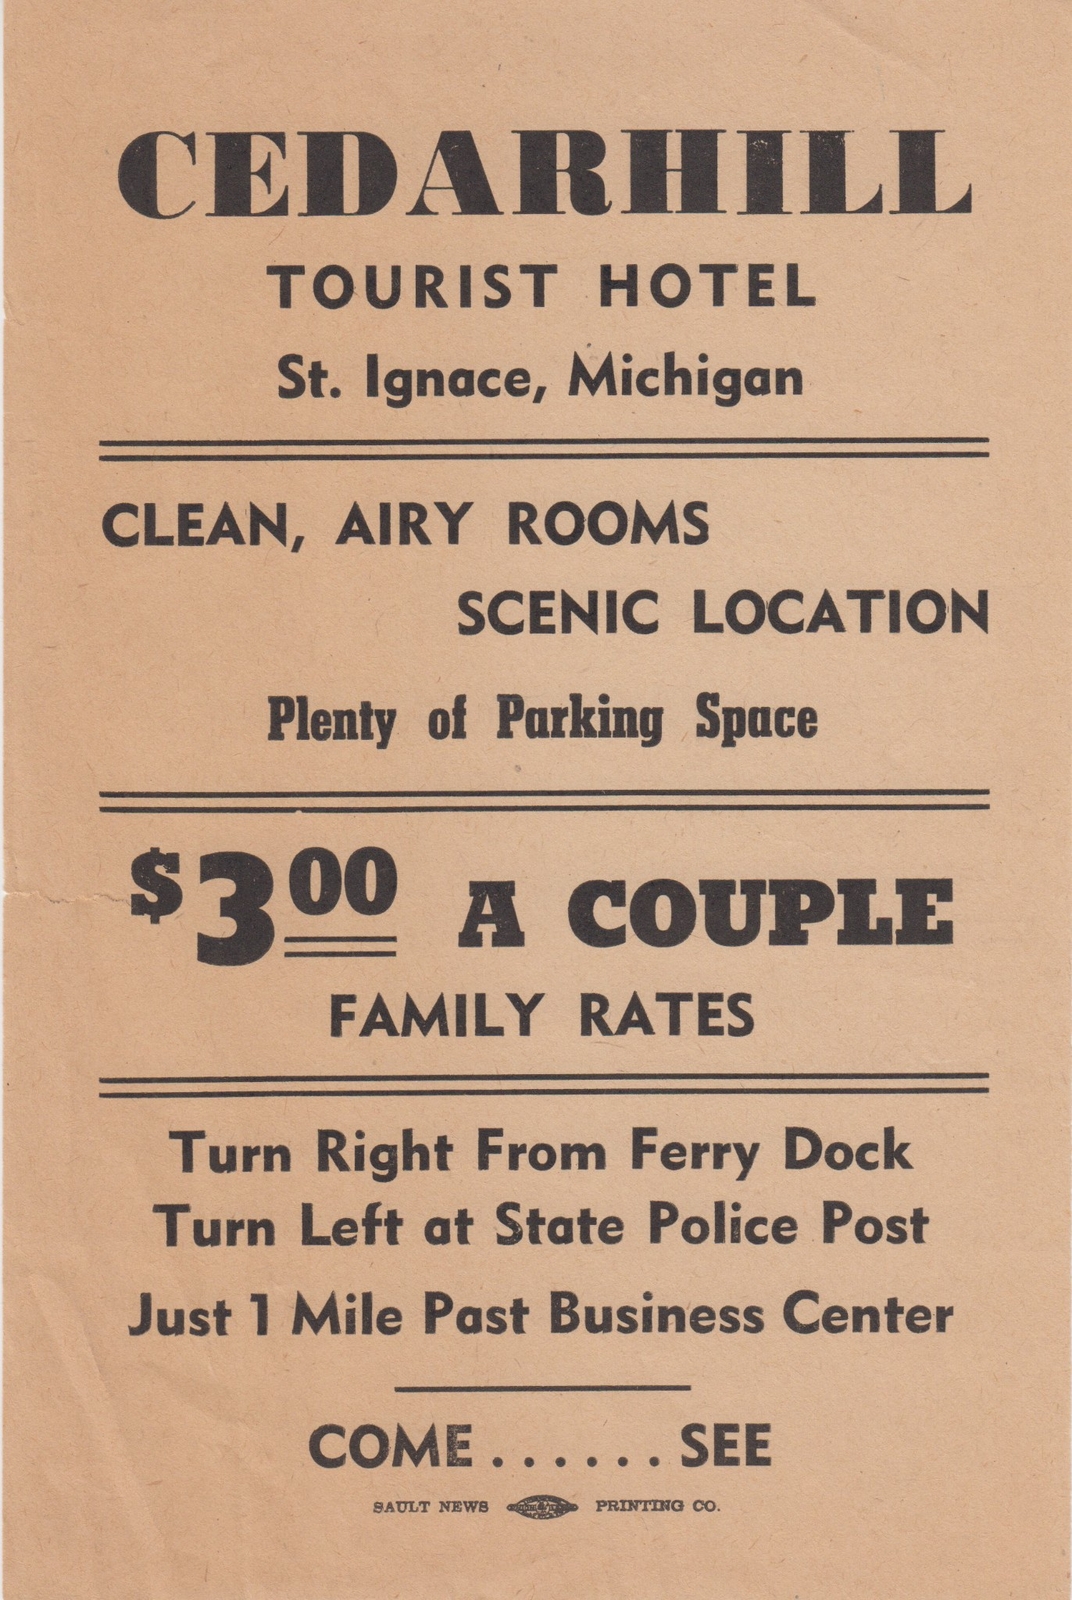 CEDARHILL
TOURIST HOTEL
St. Ignace, Michigan
CLEAN, AIRY ROOMS
SCENIC LOCATION
Plenty of Parking Space
$3.00 A COUPLE
FAMILY RATES
Turn Right From Ferry Dock
Turn Left at State Police Post
Just 1 Mile Past Business Center
COME......SEE
SAULT NEWS PRINTING CO.